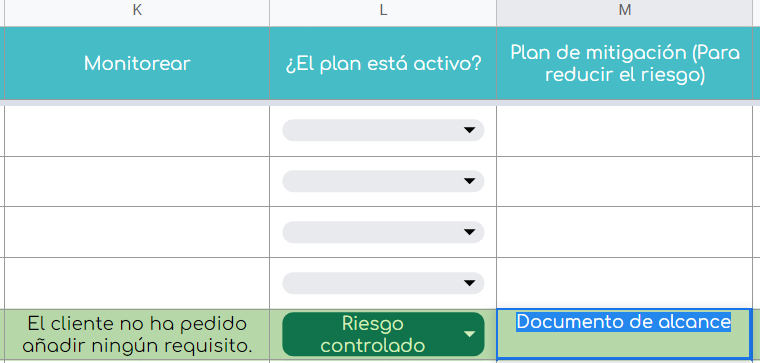 K
L
M
Monitorear
¿El plan está activo?
Plan de mitigación (Para
reducir el riesgo)
El cliente no ha pedido
añadir ningún requisito.
Riesgo
controlado
Documento de alcance